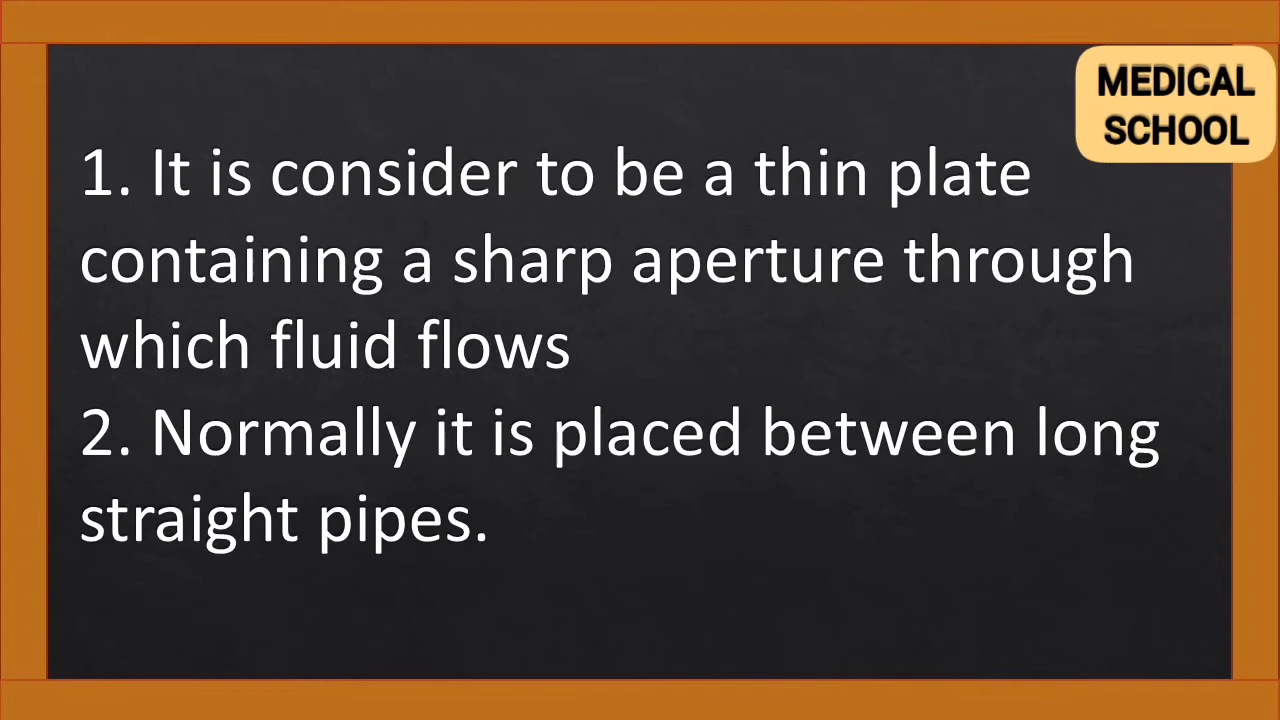 MEDICAL
SCHOOL
1. It is consider to be a thin plate
containing a sharp aperture through
which fluid flows
2. Normally it is placed between long
straight pipes.